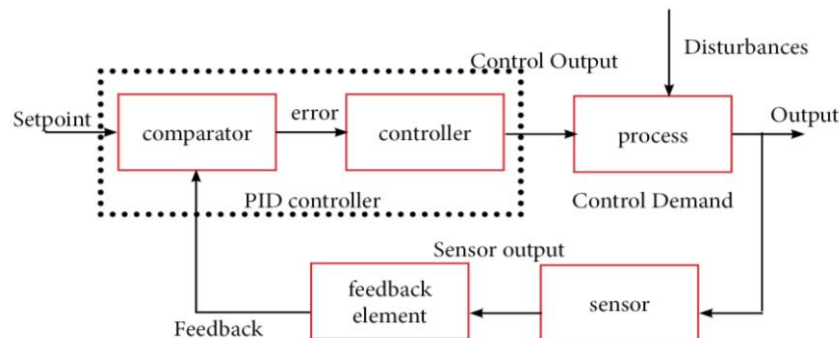 Disturbances
Control Output
Setpoint
comparator
error
controller
process
Output
PID controller
Control Demand
Sensor output
feedback
element
sensor
Feedback